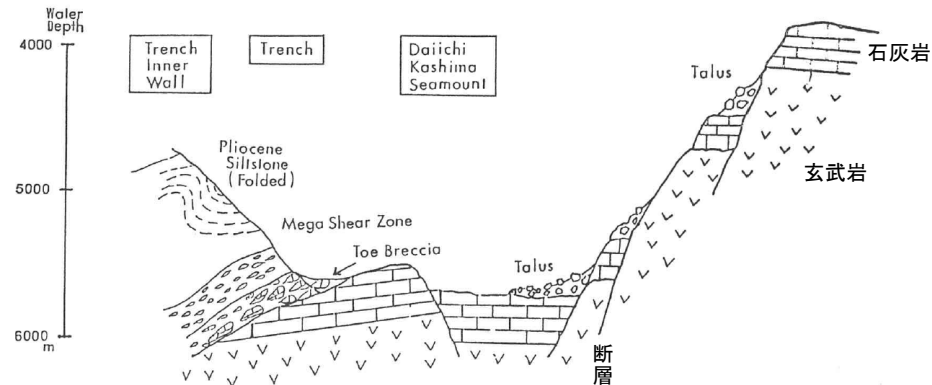 Waler
Depth
4000
5000
6000
m
Trench
Inner
Wall
Trench
Daiichi
Kashima
Seamount
Talus
石灰岩
玄武岩
Pliocene
Siltstone
(Folded)
Mega Shear Zone
Toe Breccia
Talus
断層